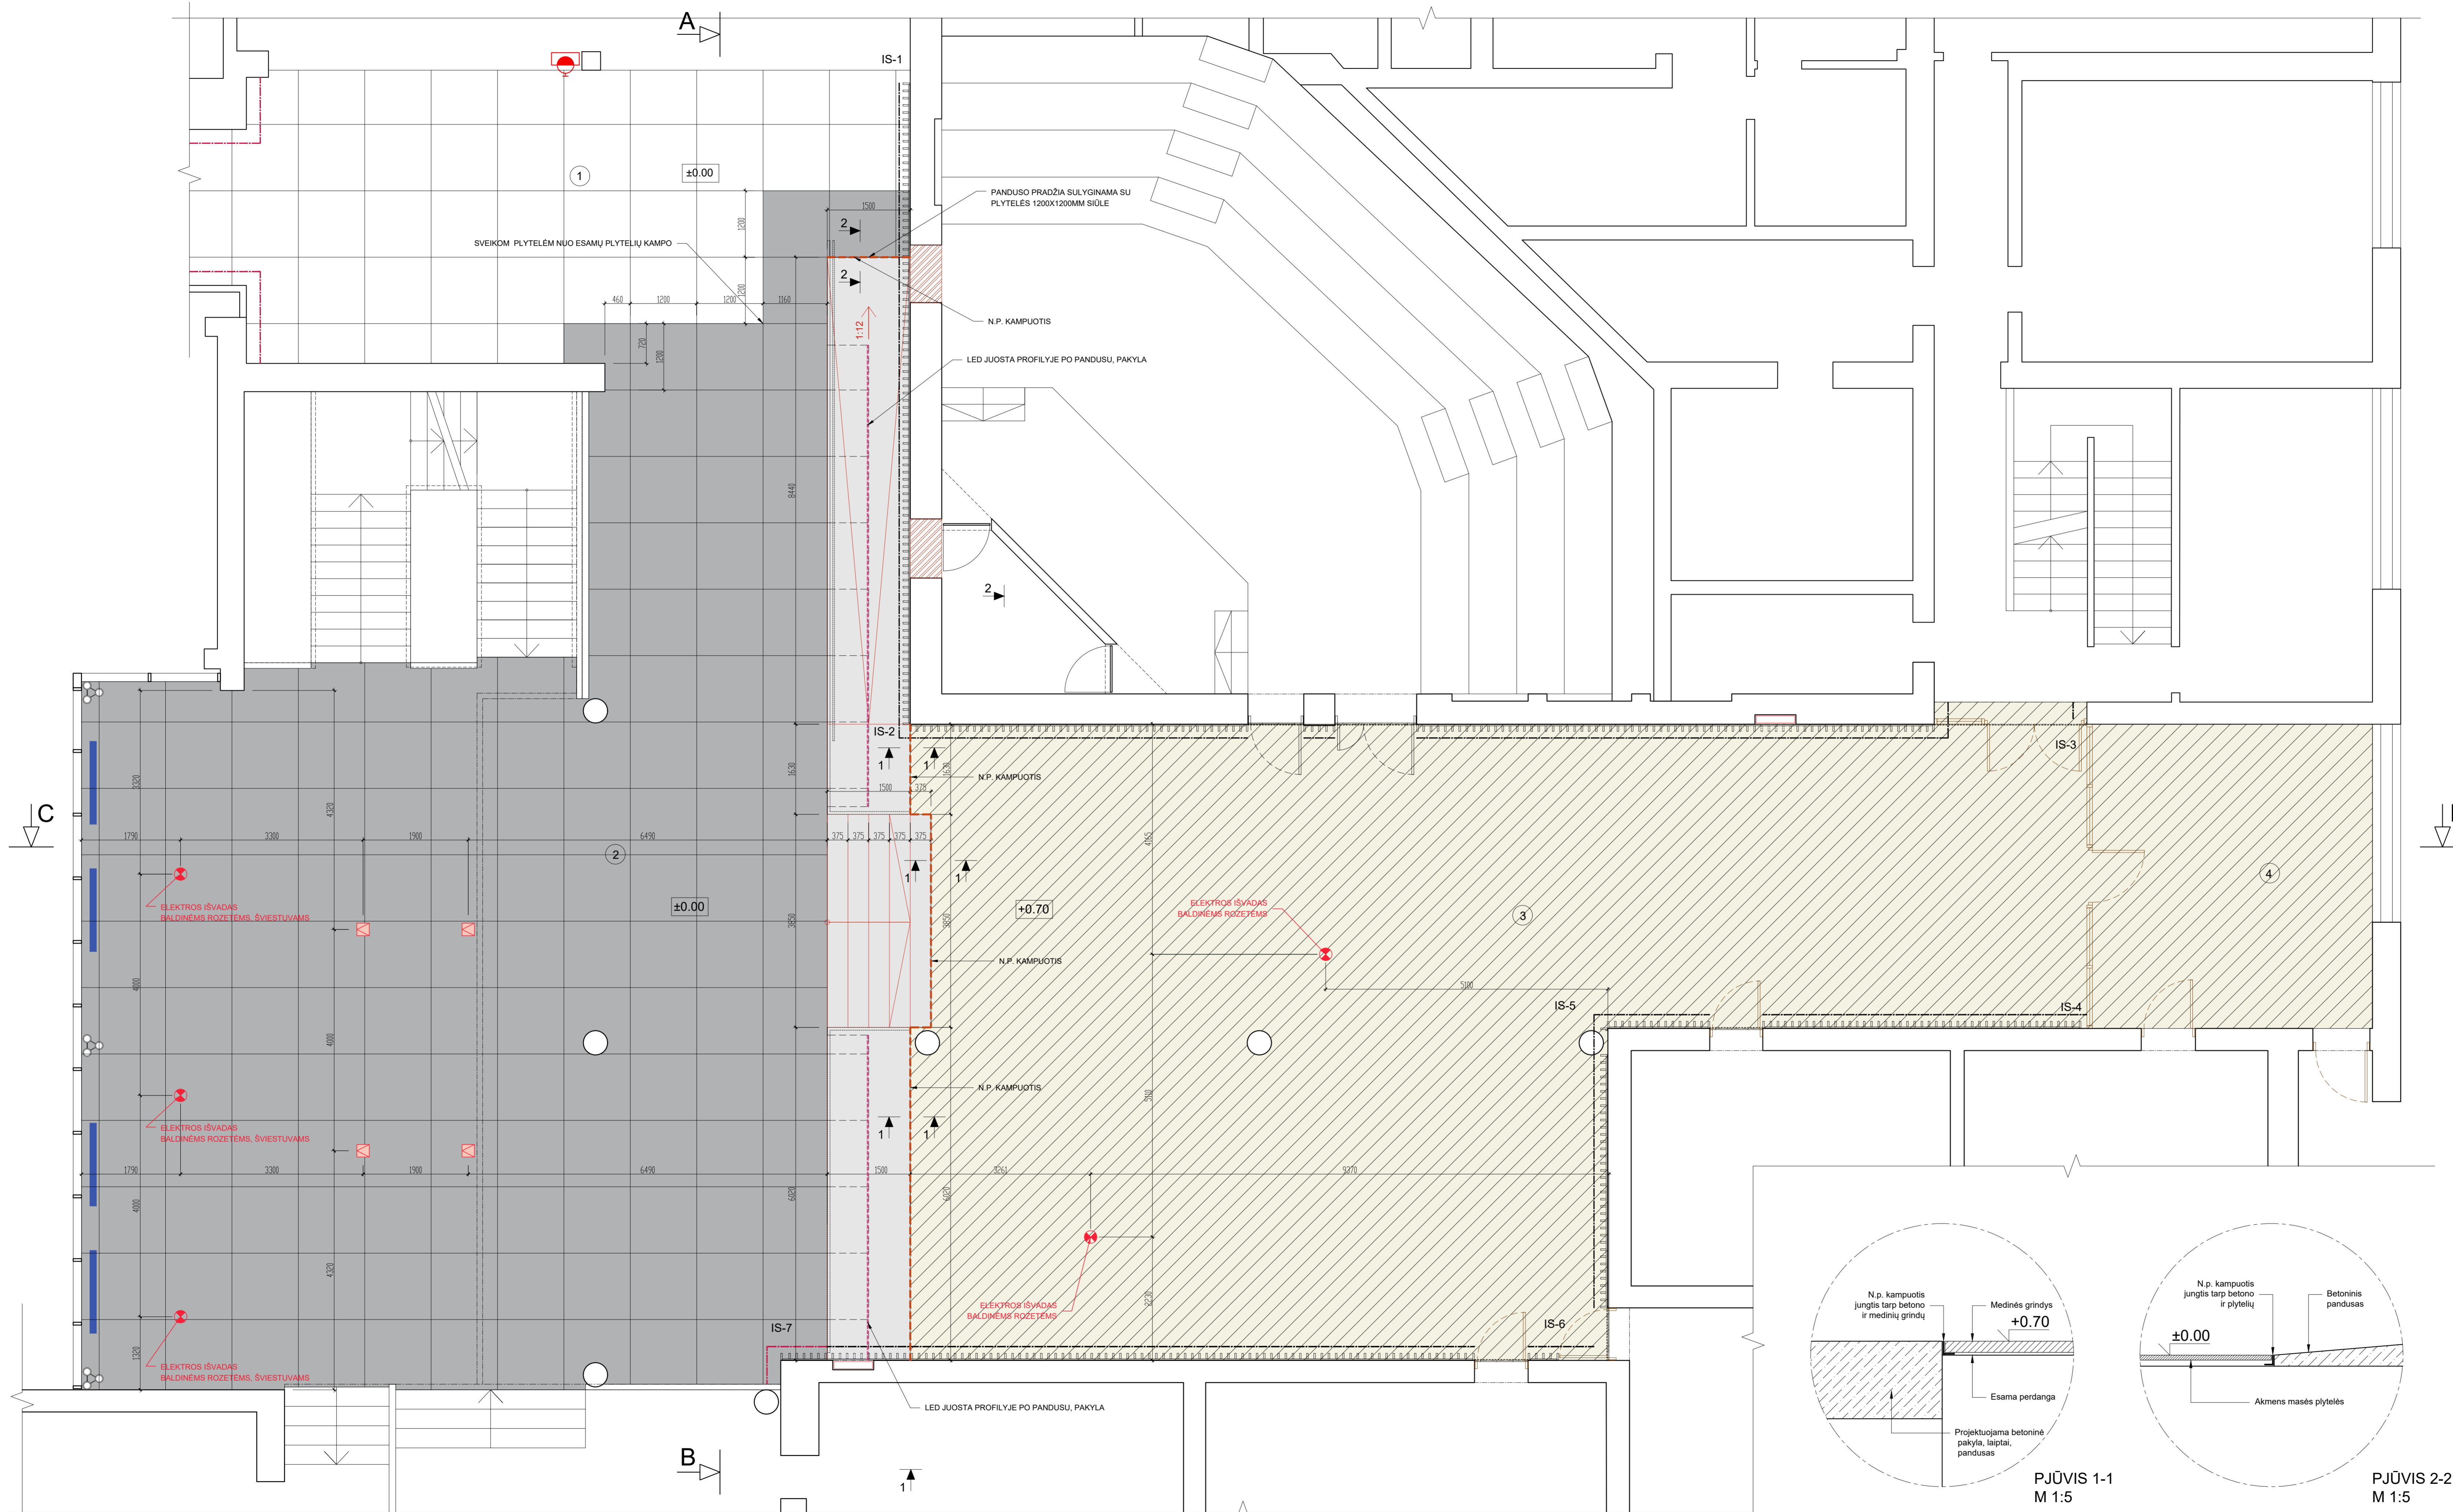 A
IS-1
1
±0.00
PANDUSO PRADŽIA SULYGINAMA SU
PLYTELĖS 1200X1200MM SIŪLE
1500
1200
2
SVEIKOM PLYTELĖM NUO ESAMŲ PLYTELIŲ KAMPO
2
1200
460
1200
1200
1160
N.P. KAMPUOTIS
1:12
720
1200
LED JUOSTA PROFILYJE PO PANDUSU, PAKYLA
8440
2
IS-2
IS-3
1
1
1630
1630
N.P. KAMPUOTIS
1500
375
3320
4320
C
1790
3300
1900
6490
375
375
375
375
375
4165
2
1
1
4
ELEKTROS IŠVADAS
BALDINĖMS ROZETĖMS, ŠVIESTUVAMS
±0.00
+0.70
ELEKTROS IŠVADAS
BALDINĖMS ROZETĖMS
3
3850
3850
N.P. KAMPUOTIS
4000
4000
5100
IS-5
IS-4
N.P. KAMPUOTIS
5110
ELEKTROS IŠVADAS
BALDINĖMS ROZETĖMS, ŠVIESTUVAMS
1
1
1790
3300
1900
6490
1500
3261
9370
4000
6020
6020
4320
2230
ELEKTROS IŠVADAS
BALDINĖMS ROZETĖMS
IS-7
IS-6
1320
ELEKTROS IŠVADAS
BALDINĖMS ROZETĖMS, ŠVIESTUVAMS
LED JUOSTA PROFILYJE PO PANDUSU, PAKYLA
B
1
N.p. kampuotis
jungtis tarp betono
ir medinių grindų
Medinės grindys
+0.70
Esama perdanga
Projektuojama betoninė
pakyla, laiptai,
pandusas
PJŪVIS 1-1
M 1:5
N.p. kampuotis
jungtis tarp betono
ir plytelių
Betoninis
pandusas
±0.00
Akmens masės plytelės
PJŪVIS 2-2
M 1:5